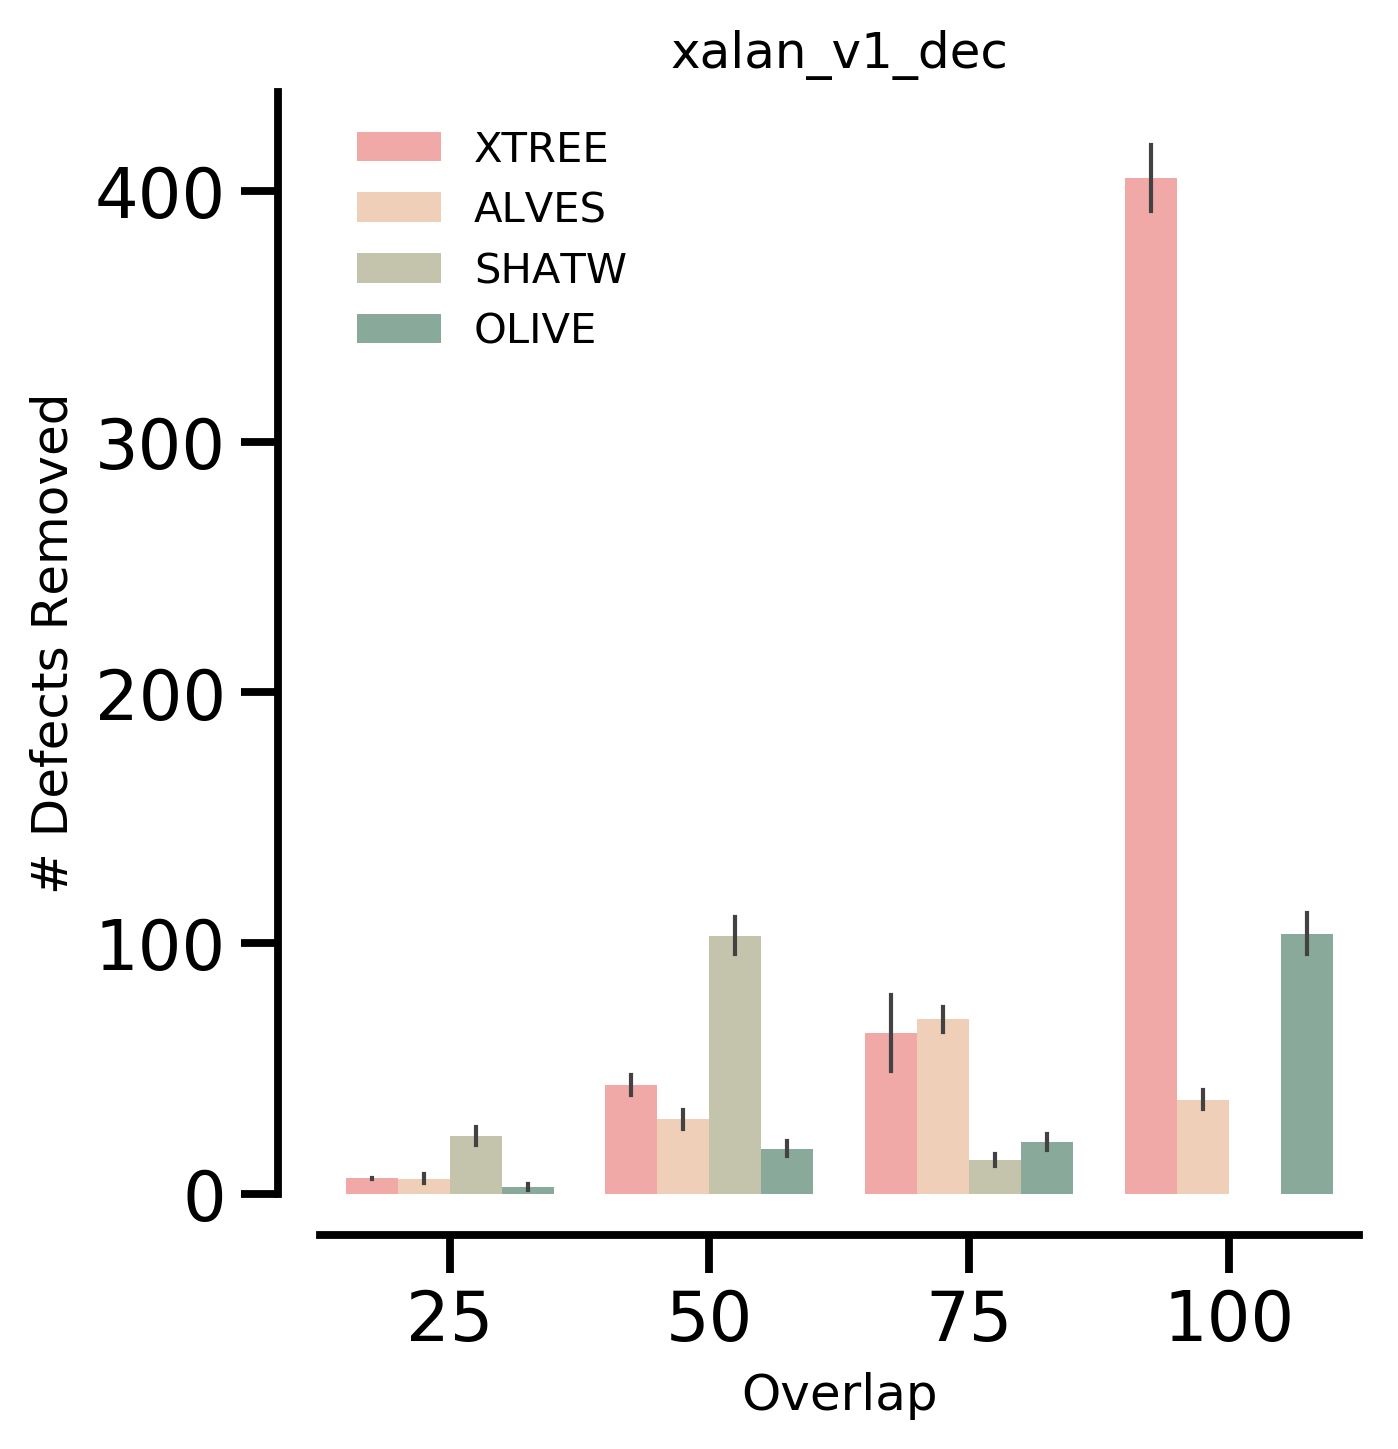 xalan_v1_dec
XTREE
ALVES
SHATW
OLIVE
# Defects Removed
400
300
200
100
0
25 50 75 100
Overlap